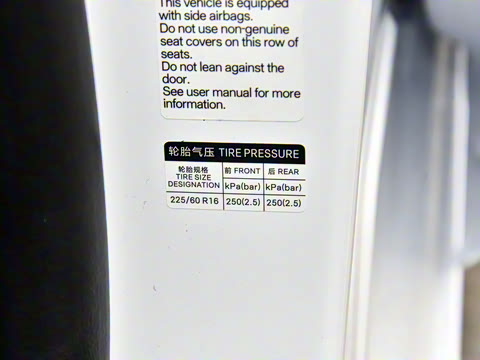 This vehicle is equipped
with side airbags.
Do not use non-genuine
seat covers on this row of
seats.
Do not lean against the
door.
See user manual for more
information.
轮胎气压 TIRE PRESSURE
轮胎规格
TIRE SIZE
DESIGNATION
前 FRONT
后 REAR
kPa(bar)
kPa(bar)
225/60 R16
250(2.5)
250(2.5)